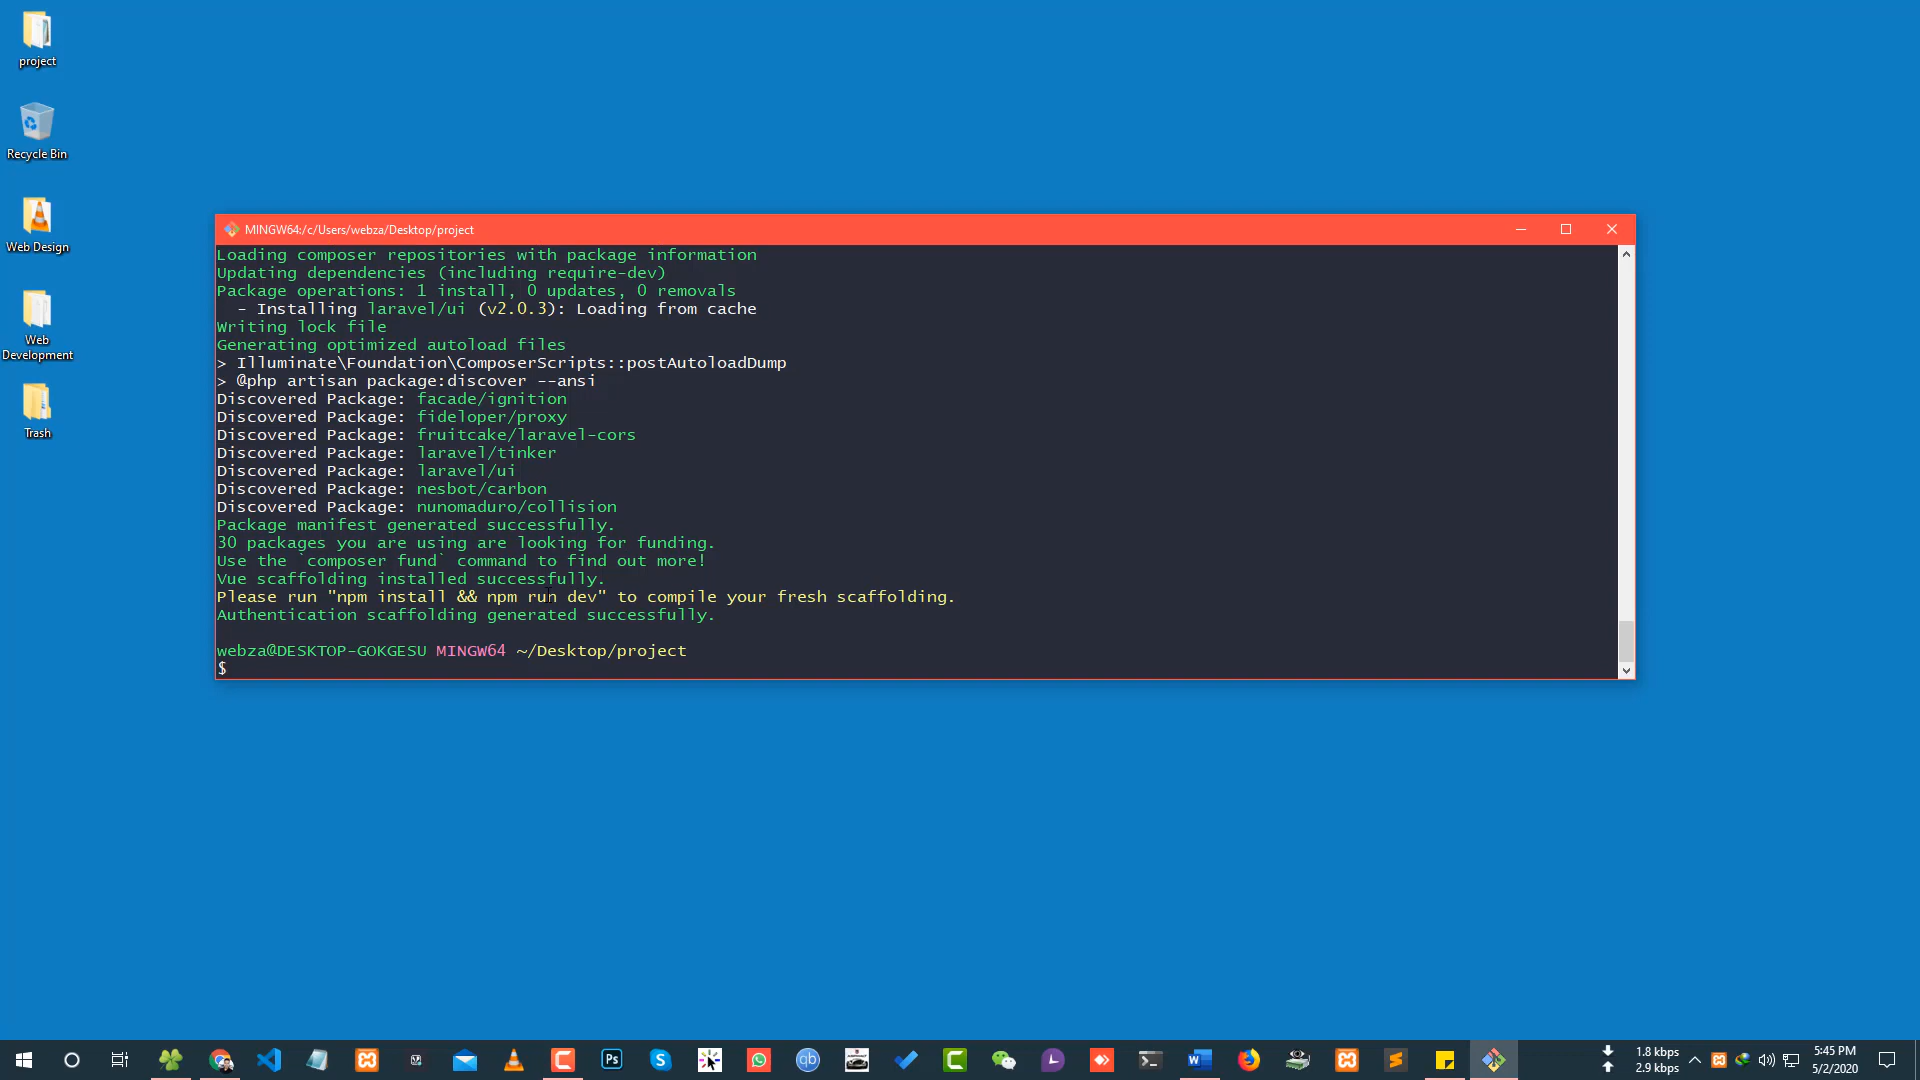 project
Recycle Bin
Web Design
Web
Development
Trash
MINGW64:/c/Users/webza/Desktop/project
Loading composer repositories with package information
Updating dependencies (including require-dev)
Package operations: 1 install, 0 updates, 0 removals
- Installing laravel/ui (v2.0.3): Loading from cache
Writing lock file
Generating optimized autoload files
> Illuminate\Foundation\ComposerScripts::postAutoloadDump
> @php artisan package:discover --ansi
Discovered Package: facade/ignition
Discovered Package: fideloper/proxy
Discovered Package: fruitcake/laravel-cors
Discovered Package: laravel/tinker
Discovered Package: laravel/ui
Discovered Package: nesbot/carbon
Discovered Package: nunomaduro/collision
Package manifest generated successfully.
30 packages you are using are looking for funding.
Use the `composer fund` command to find out more!
Vue scaffolding installed successfully.
Please run "npm install && npm run dev" to compile your fresh scaffolding.
Authentication scaffolding generated successfully.
webza@DESKTOP-GOKGESU MINGW64 ~/Desktop/project
$
Ps
qb
1.8 kbps
2.9 kbps
5:45 PM
5/2/2020